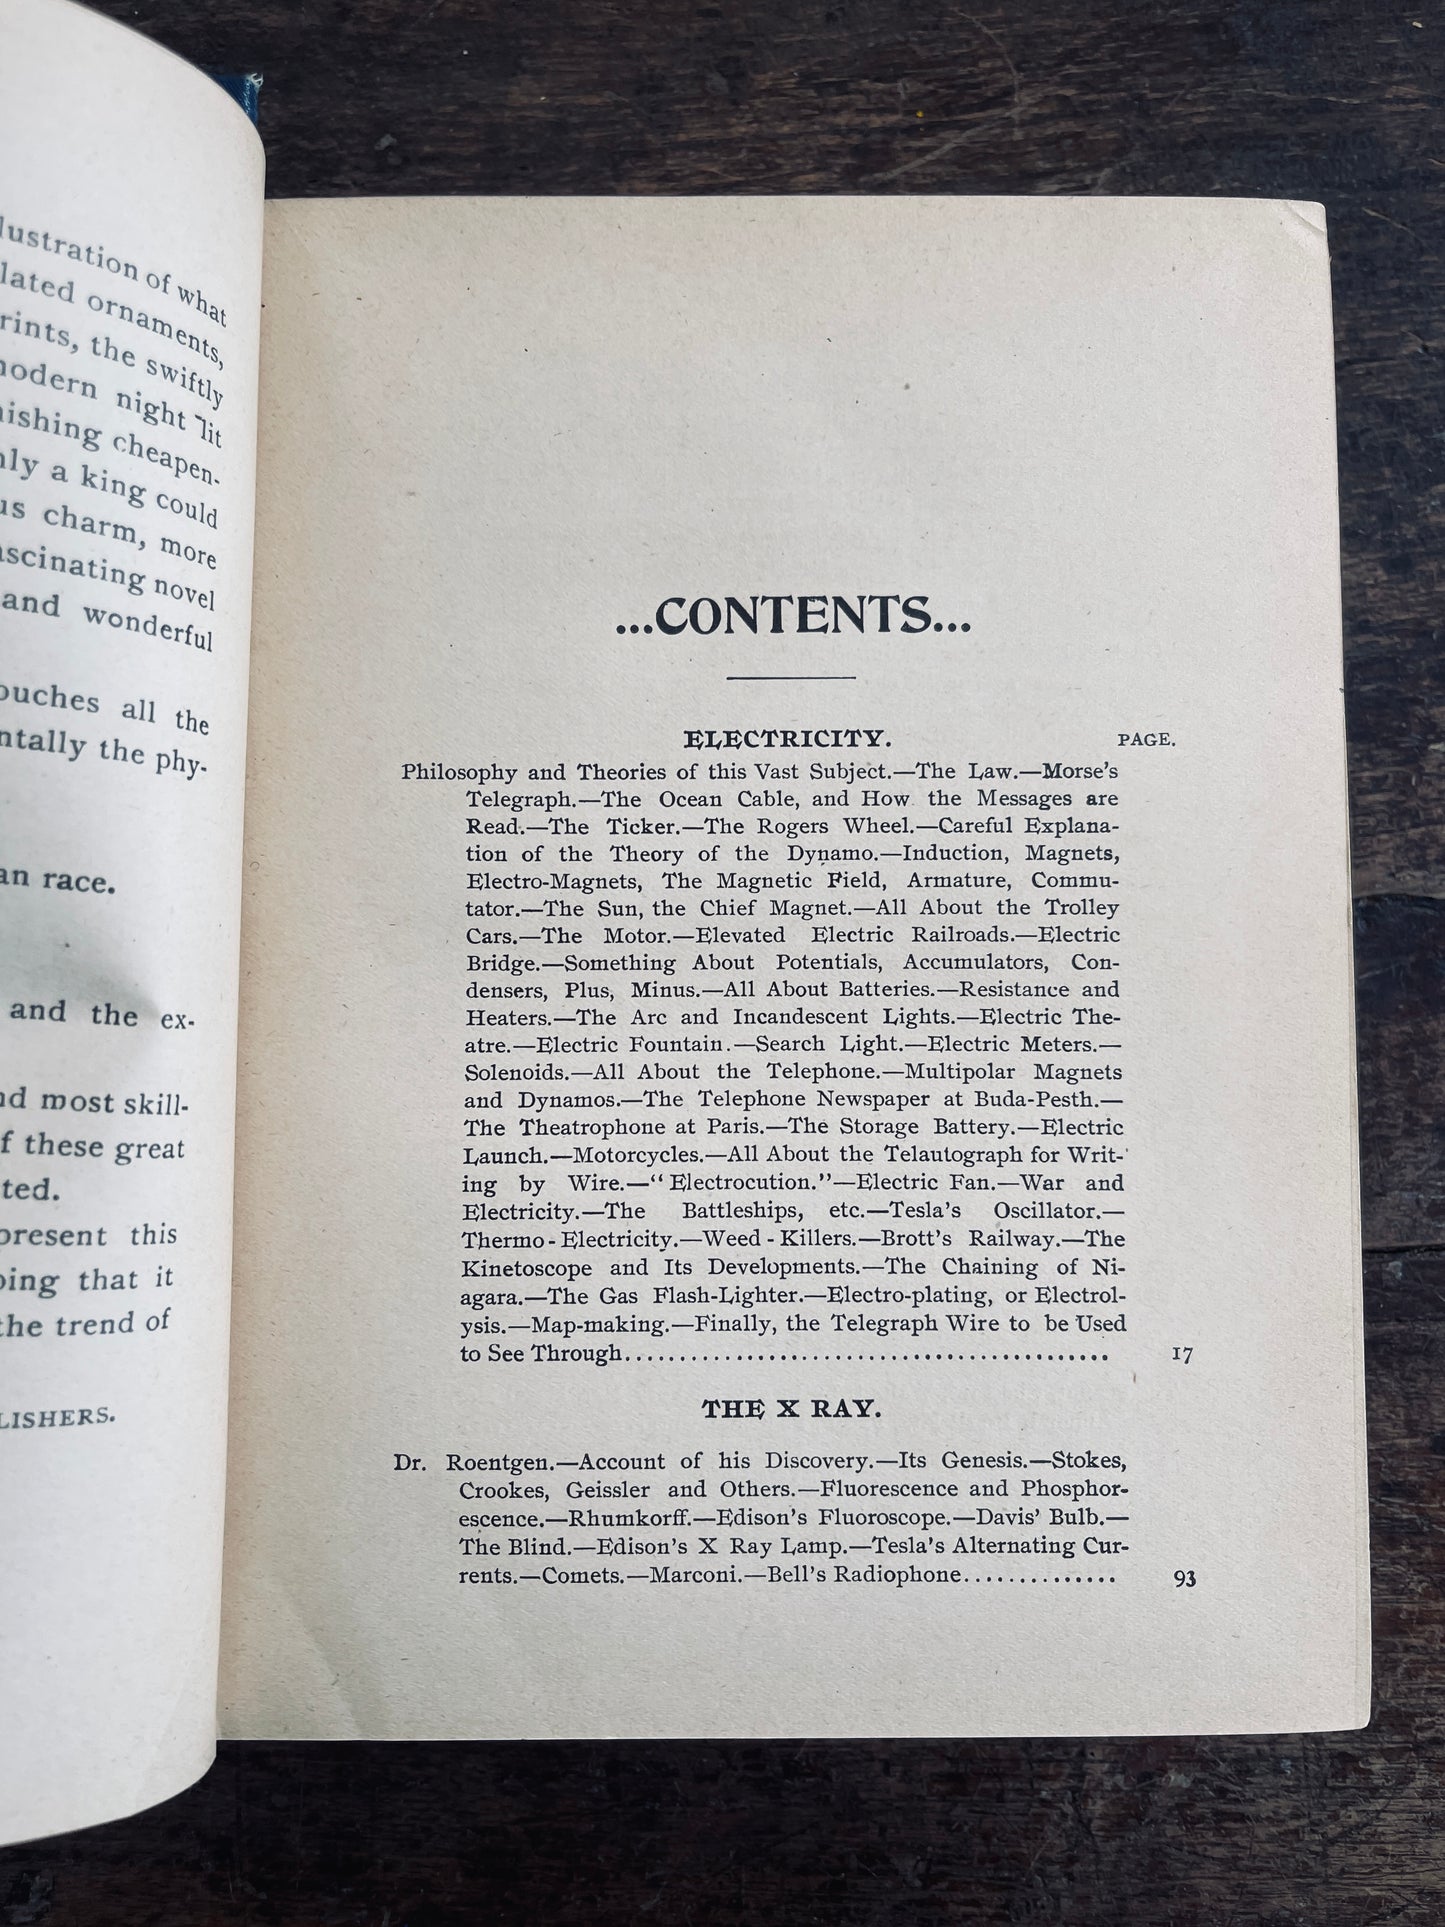 lustration of what
lated ornaments,
rints, the swiftly
modern night lit
nishing cheapen-
nly a king could
us charm, more
ascinating novel
and wonderful
ouches all the
ntally the phy-
an race.
and the ex-
nd most skill-
f these great
ted.
present this
ping that it
the trend of
LISHERS.
...CONTENTS...
ELECTRICITY. PAGE.
Philosophy and Theories of this Vast Subject.—The Law.—Morse's
Telegraph.—The Ocean Cable, and How the Messages are
Read.—The Ticker.—The Rogers Wheel.—Careful Explana-
tion of the Theory of the Dynamo.—Induction, Magnets,
Electro-Magnets, The Magnetic Field, Armature, Commu-
tator.—The Sun, the Chief Magnet.—All About the Trolley
Cars.—The Motor.—Elevated Electric Railroads.—Electric
Bridge.—Something About Potentials, Accumulators, Con-
densers, Plus, Minus.—All About Batteries.—Resistance and
Heaters.—The Arc and Incandescent Lights.—Electric The-
atre.—Electric Fountain.—Search Light.—Electric Meters.—
Solenoids.—All About the Telephone.—Multipolar Magnets
and Dynamos.—The Telephone Newspaper at Buda-Pesth.—
The Theatrophone at Paris.—The Storage Battery.—Electric
Launch.—Motorcycles.—All About the Telautograph for Writ-
ing by Wire.—"Electrocution."—Electric Fan.—War and
Electricity.—The Battleships, etc.—Tesla's Oscillator.—
Thermo-Electricity.—Weed-Killers.—Brott's Railway.—The
Kinetoscope and Its Developments.—The Chaining of Ni-
agara.—The Gas Flash-Lighter.—Electro-plating, or Electrol-
ysis.—Map-making.—Finally, the Telegraph Wire to be Used
to See Through............................................ 17
THE X RAY.
Dr. Roentgen.—Account of his Discovery.—Its Genesis.—Stokes,
Crookes, Geissler and Others.—Fluorescence and Phosphor-
escence.—Rhumkorff.—Edison's Fluoroscope.—Davis' Bulb.—
The Blind.—Edison's X Ray Lamp.—Tesla's Alternating Cur-
rents.—Comets.—Marconi.—Bell's Radiophone.............. 93